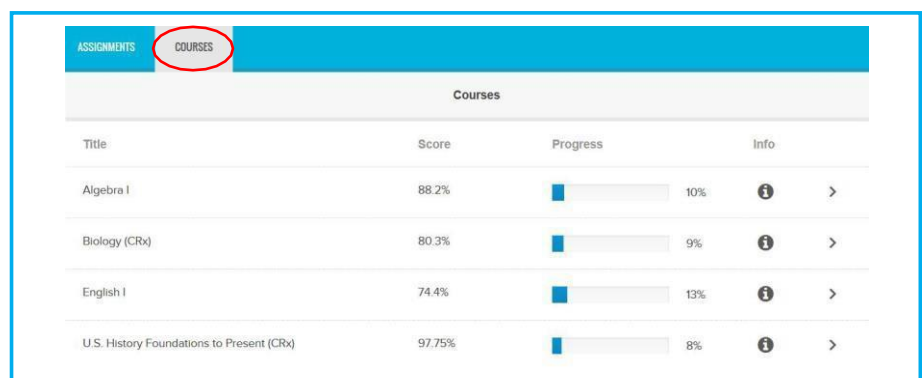 ASSIGNMENTS COURSES
Courses
Title Score Progress Info
Algebra I 88.2% 10%
Biology (CRx) 80.3% 9%
English I 74.4% 13%
U.S. History Foundations to Present (CRx) 97.75% 8%